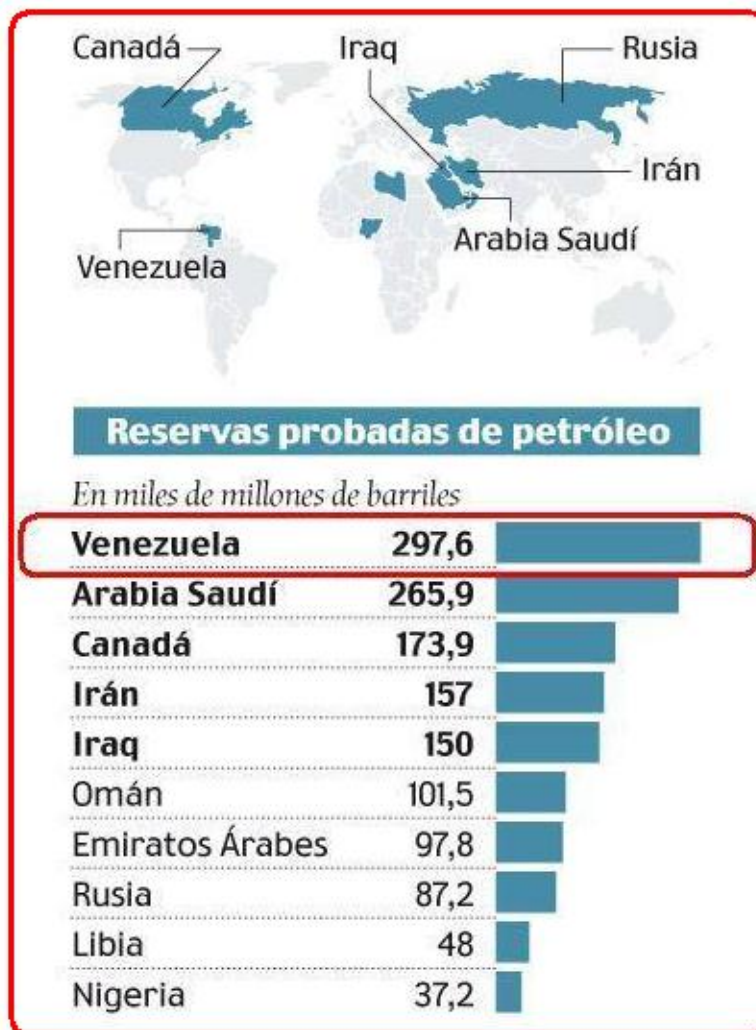 Canadá
Iraq
Rusia
Irán
Arabia Saudí
Venezuela
Reservas probadas de petróleo
En miles de millones de barriles
Venezuela 297,6
Arabia Saudí 265,9
Canadá 173,9
Irán 157
Iraq 150
Omán 101,5
Emiratos Árabes 97,8
Rusia 87,2
Libia 48
Nigeria 37,2